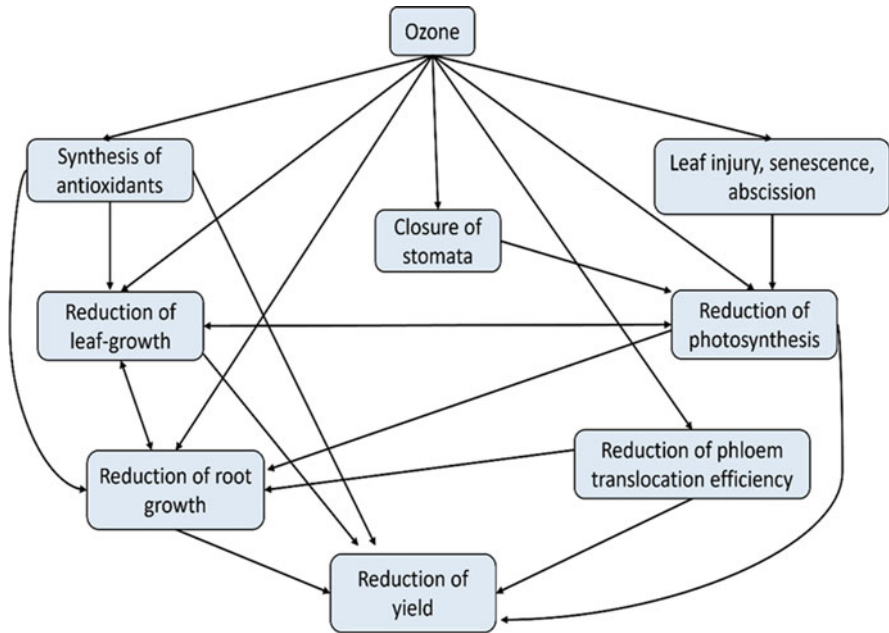 Ozone
Synthesis of
antioxidants
Leaf injury, senescence,
abscission
Closure of
stomata
Reduction of
leaf-growth
Reduction of
photosynthesis
Reduction of root
growth
Reduction of phloem
translocation efficiency
Reduction of
yield